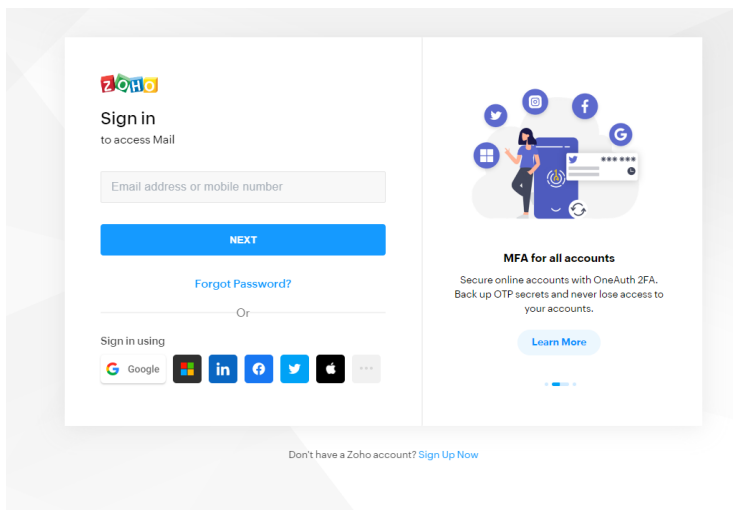 ZOHO
Sign in
to access Mail
Email address or mobile number
NEXT
Forgot Password?
Or
Sign in using
Google
in
Don't have a Zoho account? Sign Up Now
MFA for all accounts
Secure online accounts with OneAuth 2FA.
Back up OTP secrets and never lose access to
your accounts.
Learn More